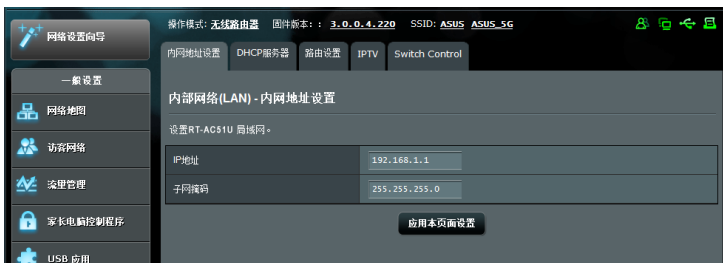 网络设置向导
操作模式: 无线路由器 固件版本: : 3.0.0.4.220 SSID: ASUS ASUS_5G
内网地址设置 DHCP服务器 路由设置 IPTV Switch Control
一般设置
网络地图
访客网络
流量管理
家长电脑控制程序
USB 应用
内部网络(LAN) - 内网地址设置
设置RT-AC51U 局域网。
IP地址 192.168.1.1
子网掩码 255.255.255.0
应用本页面设置